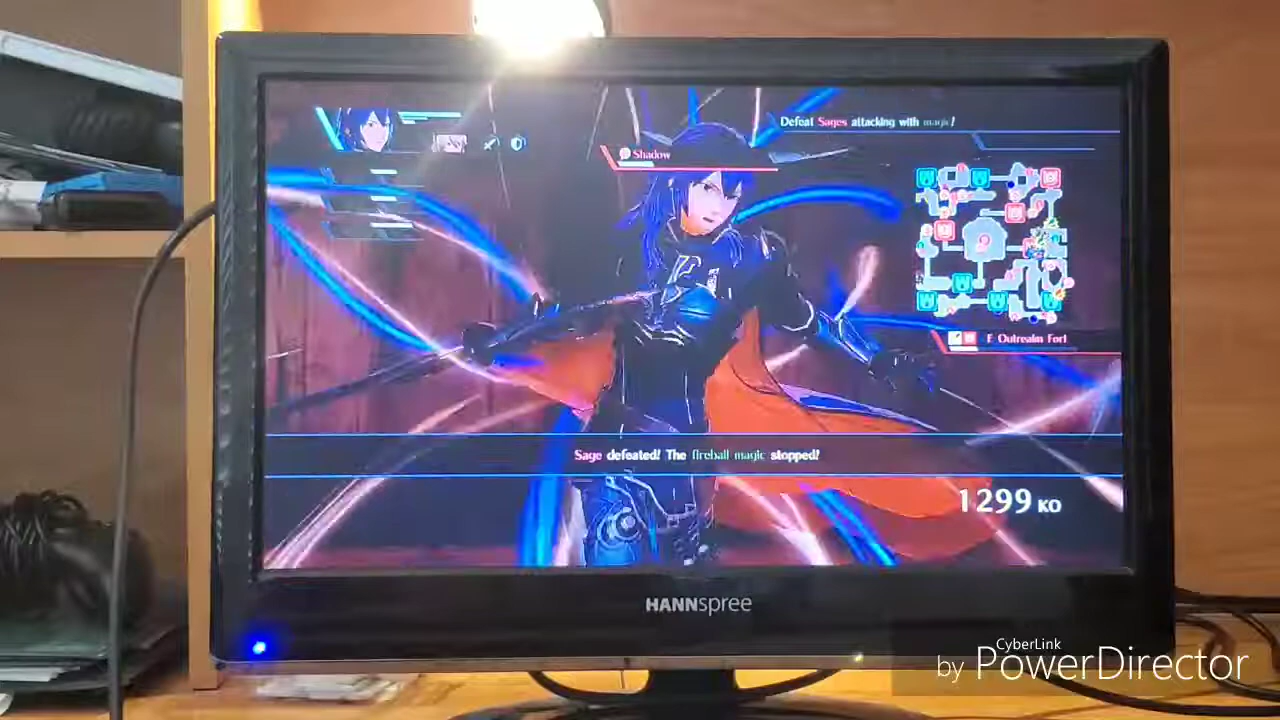 Defeat Sages attacking with magic!
Shadow
F Outrealm Fort
Sage defeated! The fireball magic stopped!
1299 KO
HANNspree
CyberLink
by PowerDirector